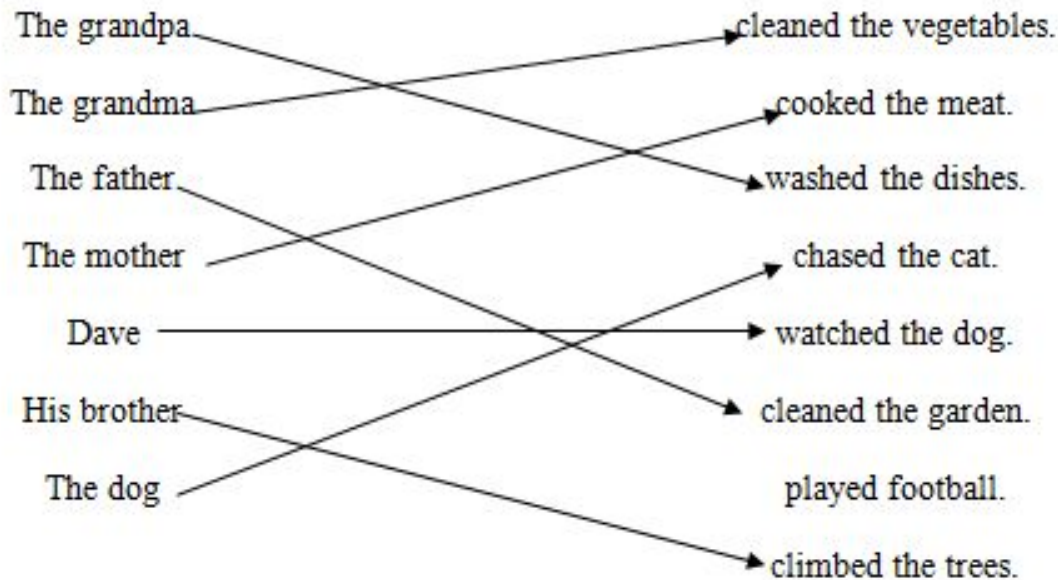 The grandpa cleaned the vegetables.
The grandma cooked the meat.
The father washed the dishes.
The mother chased the cat.
Dave watched the dog.
His brother cleaned the garden.
The dog played football.
climbed the trees.